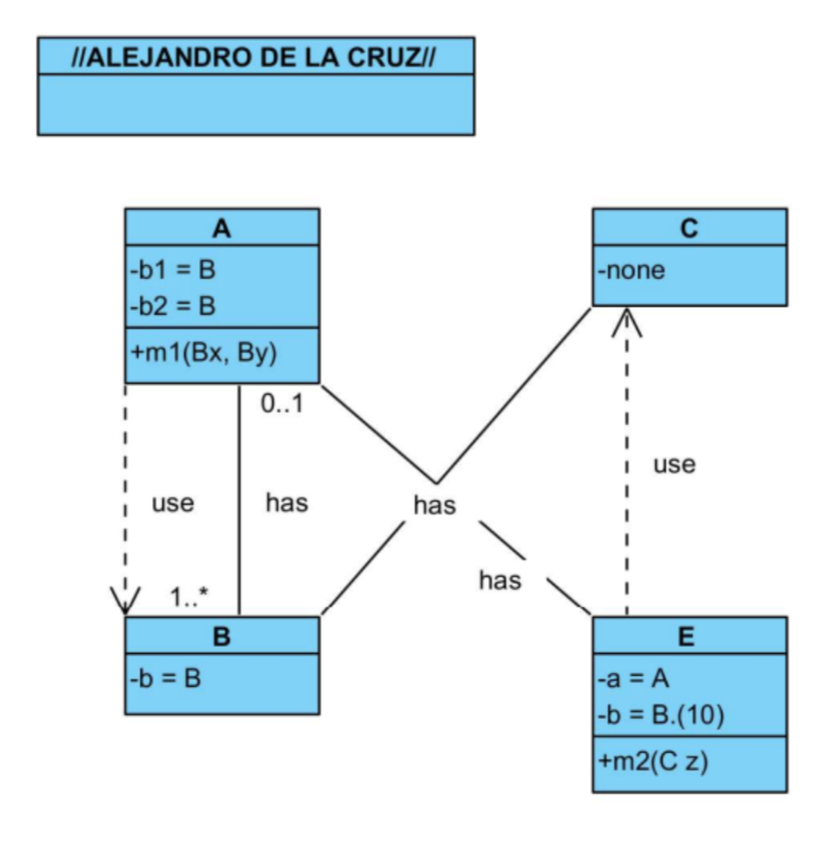 //ALEJANDRO DE LA CRUZ//
A
-b1 = B
-b2 = B
+m1(Bx, By)
C
-none
0..1
use
has
has
use
1..*
has
B
-b = B
E
-a = A
-b = B.(10)
+m2(C z)